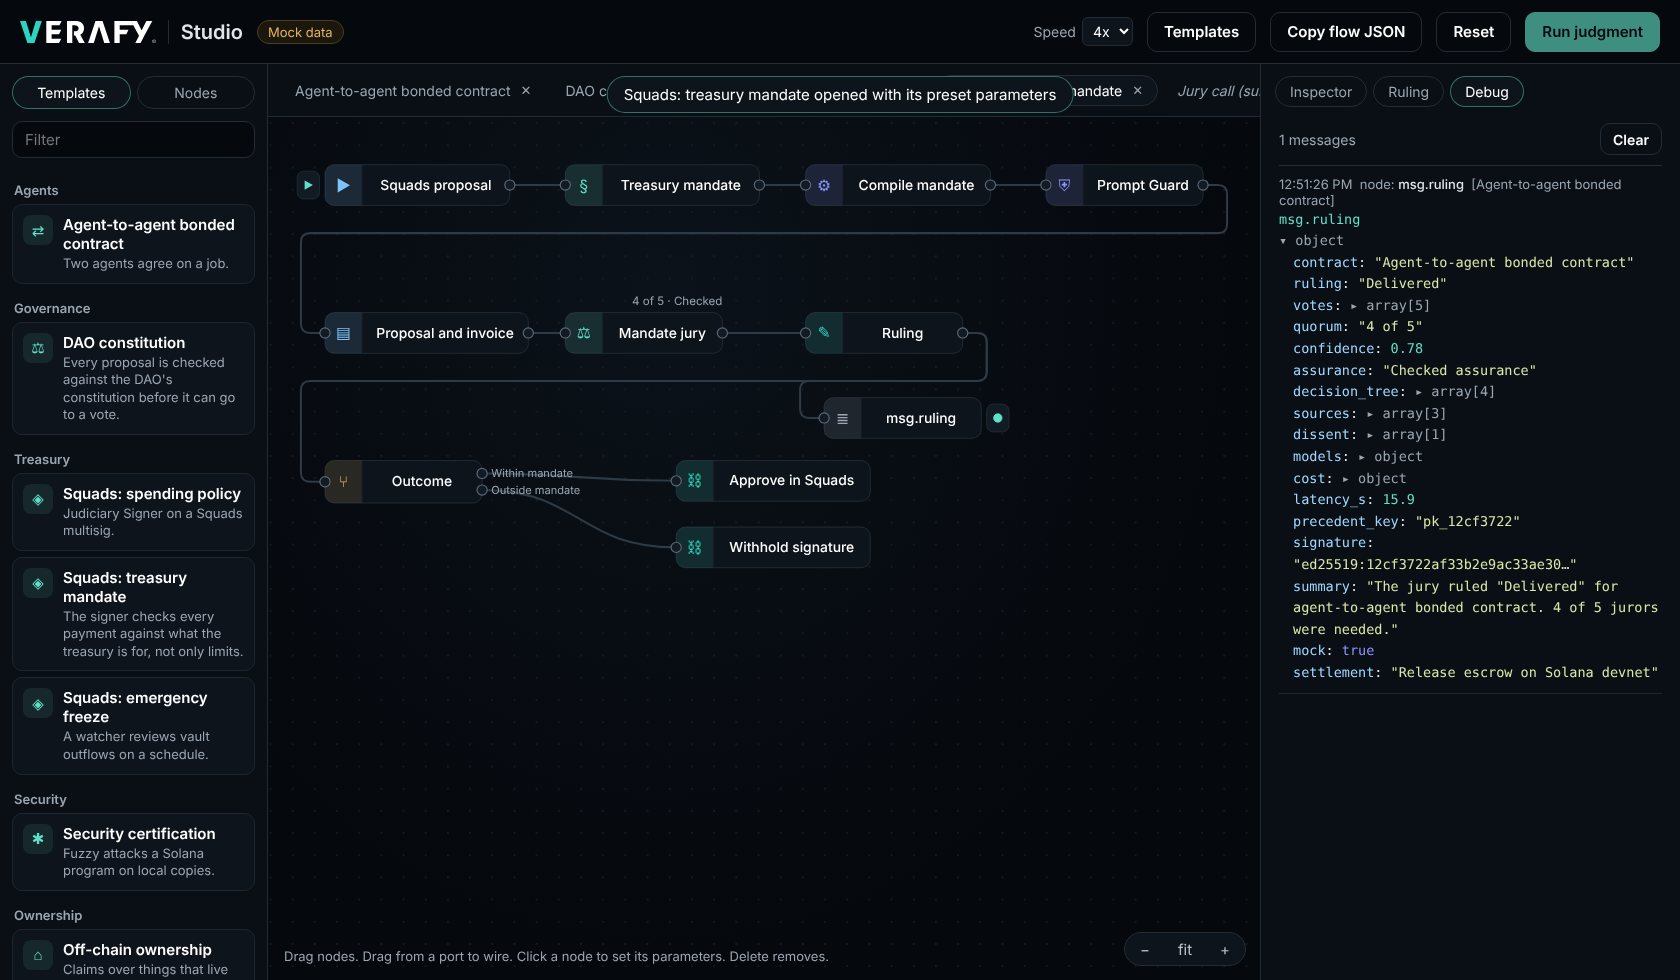 VERAFY
Studio
Mock data
Speed
4x
Templates
Copy flow JSON
Reset
Run judgment
Templates
Nodes
Filter
Agents
Agent-to-agent bonded
contract
Two agents agree on a job.
Governance
DAO constitution
Every proposal is checked
against the DAO's
constitution before it can go
to a vote.
Treasury
Squads: spending policy
Judiciary Signer on a Squads
multisig.
Squads: treasury
mandate
The signer checks every
payment against what the
treasury is for, not only limits.
Squads: emergency
freeze
A watcher reviews vault
outflows on a schedule.
Security
Security certification
Fuzzy attacks a Solana
program on local copies.
Ownership
Off-chain ownership
Claims over things that live
Agent-to-agent bonded contract ×
DAO
Squads: treasury mandate opened with its preset parameters
mandate ×
Jury call
Squads proposal
§ Treasury mandate
Compile mandate
Prompt Guard
Proposal and invoice
4 of 5 · Checked
Mandate jury
Ruling
msg.ruling
Outcome
Within mandate
Outside mandate
Approve in Squads
Withhold signature
Drag nodes. Drag from a port to wire. Click a node to set its parameters. Delete removes.
− fit +
Inspector
Ruling
Debug
1 messages
Clear
12:51:26 PM node: msg.ruling [Agent-to-agent bonded
contract]
msg.ruling
▾ object
contract: "Agent-to-agent bonded contract"
ruling: "Delivered"
votes: ▸ array[5]
quorum: "4 of 5"
confidence: 0.78
assurance: "Checked assurance"
decision_tree: ▸ array[4]
sources: ▸ array[3]
dissent: ▸ array[1]
models: ▸ object
cost: ▸ object
latency_s: 15.9
precedent_key: "pk_12cf3722"
signature:
"ed25519:12cf3722af33b2e9ac33ae30…"
summary: "The jury ruled "Delivered" for
agent-to-agent bonded contract. 4 of 5 jurors
were needed."
mock: true
settlement: "Release escrow on Solana devnet"